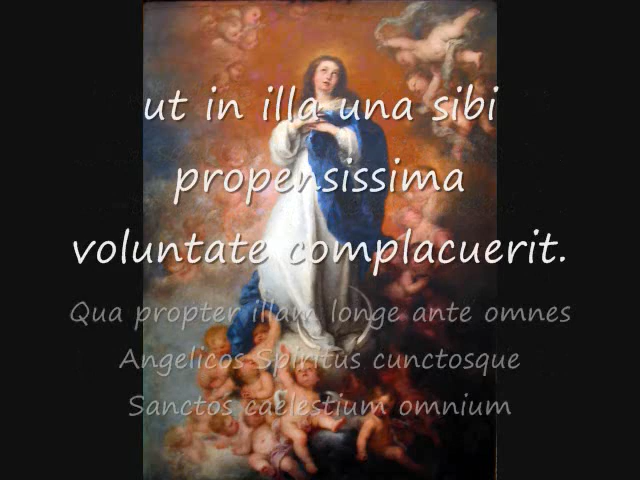 ut in illa una sibi
propensissima
voluntate complacuerit.
Qua propter illam longe ante omnes
Angelicos Spiritus cunctosque
Sanctos caelestium omnium